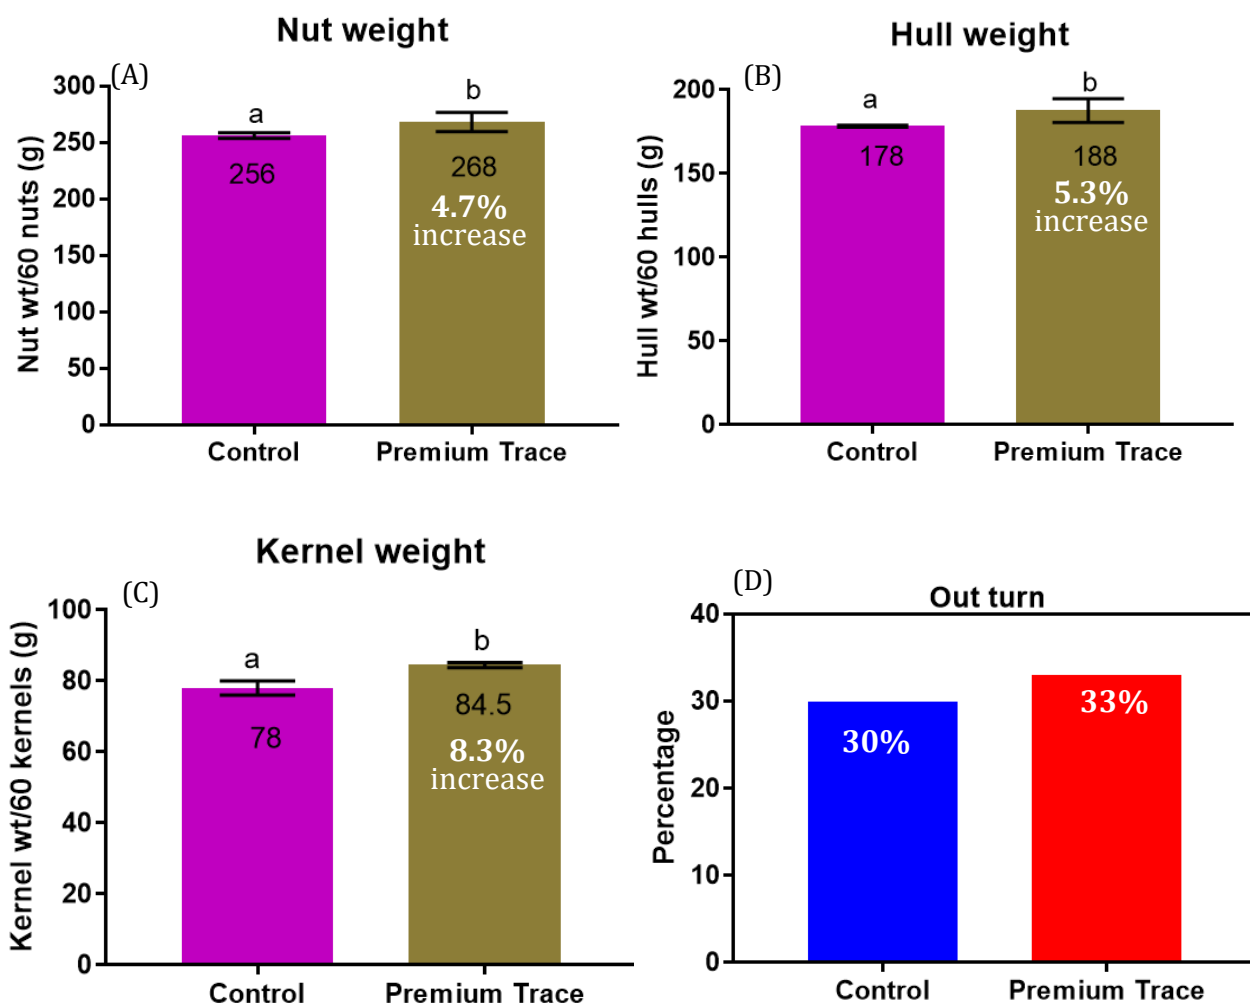 Nut weight
(A)
Nut wt/60 nuts (g)
300
250
200
150
100
50
0
a
b
256
268
4.7%
increase
Control
Premium Trace
Hull weight
(B)
Hull wt/60 hulls (g)
200
150
100
50
0
a
b
178
188
5.3%
increase
Control
Premium Trace
Kernel weight
(C)
Kernel wt/60 kernels (g)
100
80
60
40
20
0
a
b
78
84.5
8.3%
increase
Control
Premium Trace
(D)
Out turn
Percentage
40
30
20
10
0
30%
33%
Control
Premium Trace